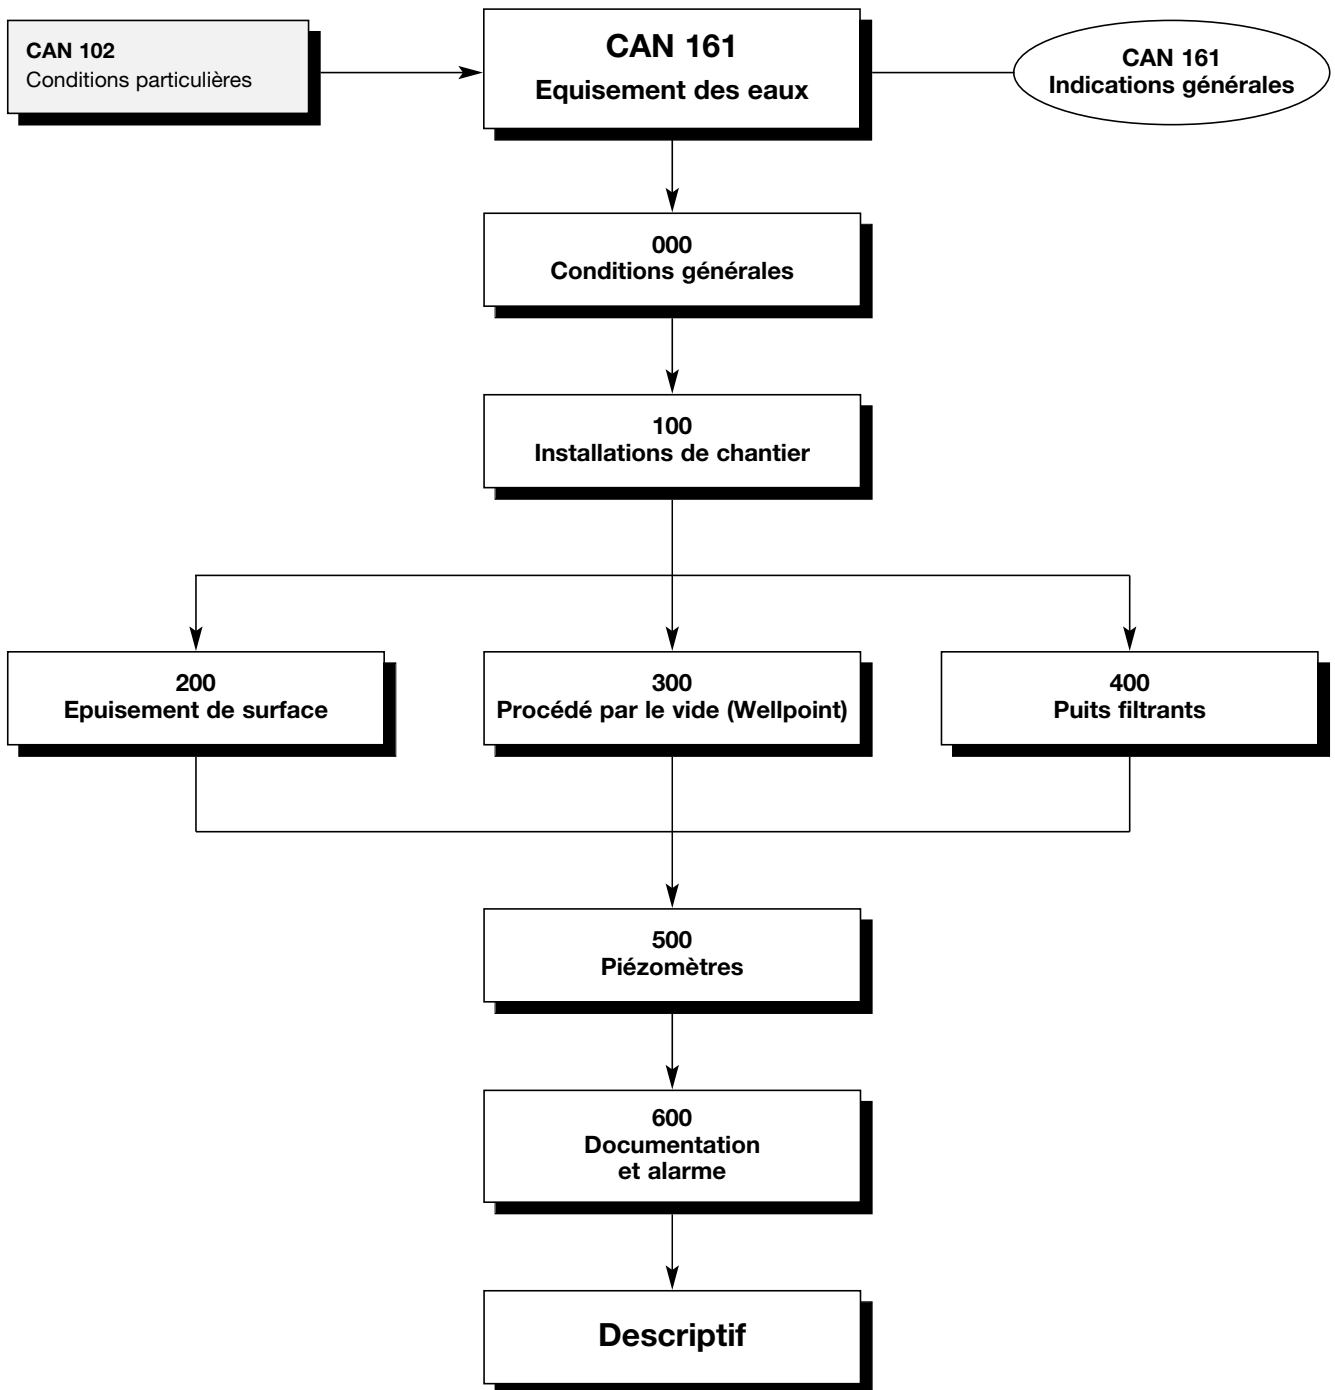 CAN 102
Conditions particulières
CAN 161
Equisement des eaux
CAN 161
Indications générales
000
Conditions générales
100
Installations de chantier
200
Epuisement de surface
300
Procédé par le vide (Wellpoint)
400
Puits filtrants
500
Piézomètres
600
Documentation
et alarme
Descriptif